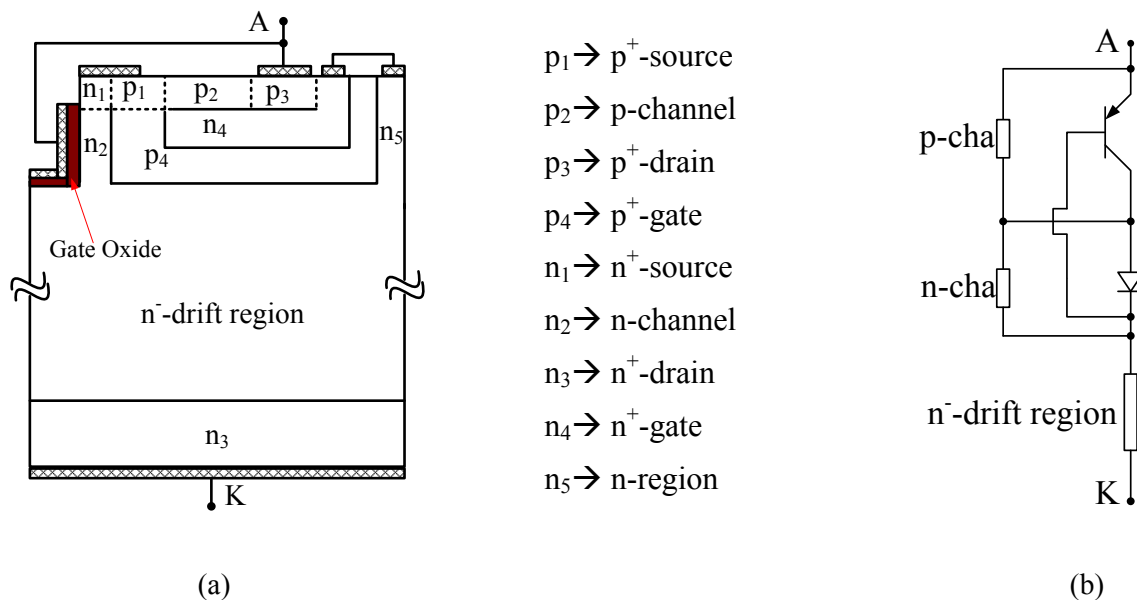 A
n₁ p₁ p₂ p₃
n₄
n₂ n₅
p₄
Gate Oxide
n⁻-drift region
n₃
K
(a)
p₁→ p⁺-source
p₂→ p-channel
p₃→ p⁺-drain
p₄→ p⁺-gate
n₁→ n⁺-source
n₂→ n-channel
n₃→ n⁺-drain
n₄→ n⁺-gate
n₅→ n-region
A
p-cha
n-cha
n⁻-drift region
K
(b)